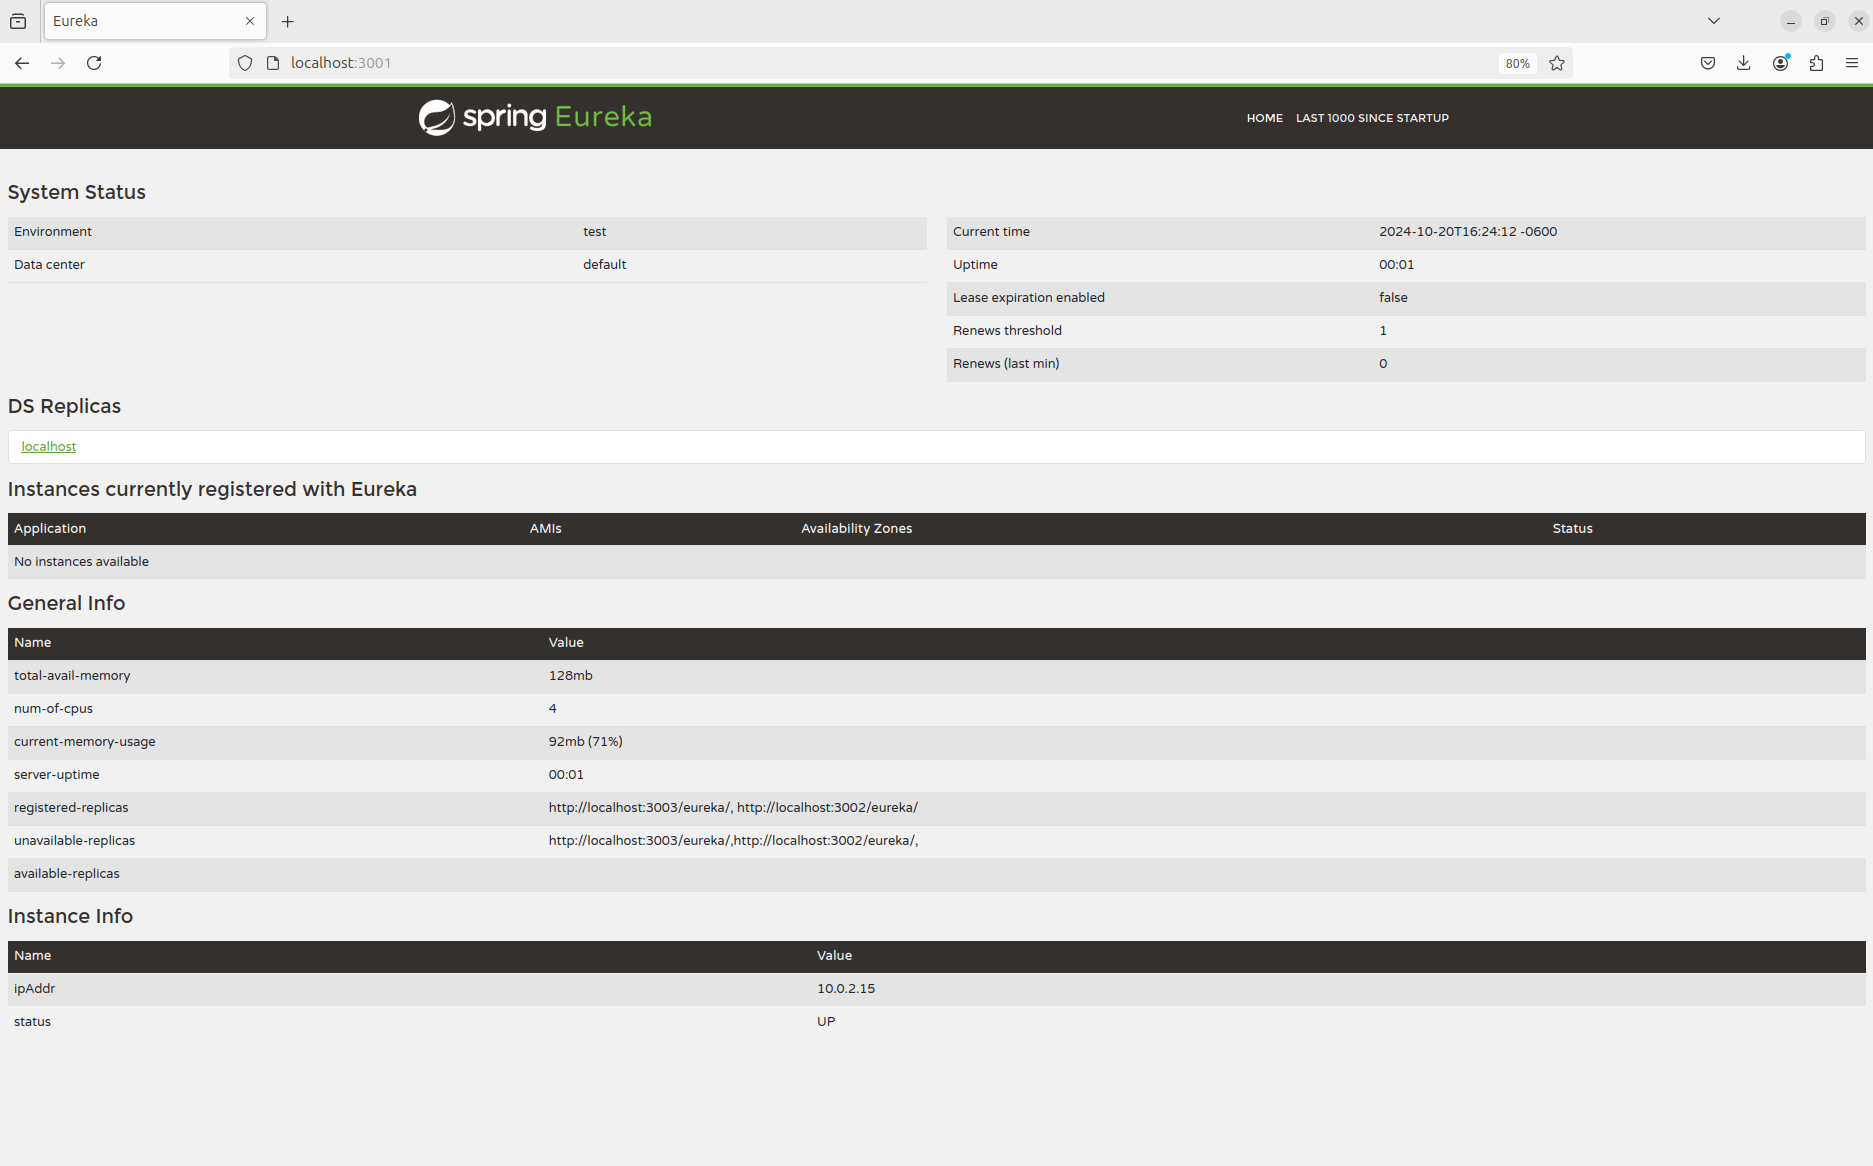 Eureka
localhost:3001
80%
spring Eureka
HOME LAST 1000 SINCE STARTUP
System Status
Environment test
Data center default
Current time 2024-10-20T16:24:12 -0600
Uptime 00:01
Lease expiration enabled false
Renews threshold 1
Renews (last min) 0
DS Replicas
localhost
Instances currently registered with Eureka
Application AMIs Availability Zones Status
No instances available
General Info
Name Value
total-avail-memory 128mb
num-of-cpus 4
current-memory-usage 92mb (71%)
server-uptime 00:01
registered-replicas http://localhost:3003/eureka/, http://localhost:3002/eureka/
unavailable-replicas http://localhost:3003/eureka/,http://localhost:3002/eureka/,
available-replicas
Instance Info
Name Value
ipAddr 10.0.2.15
status UP